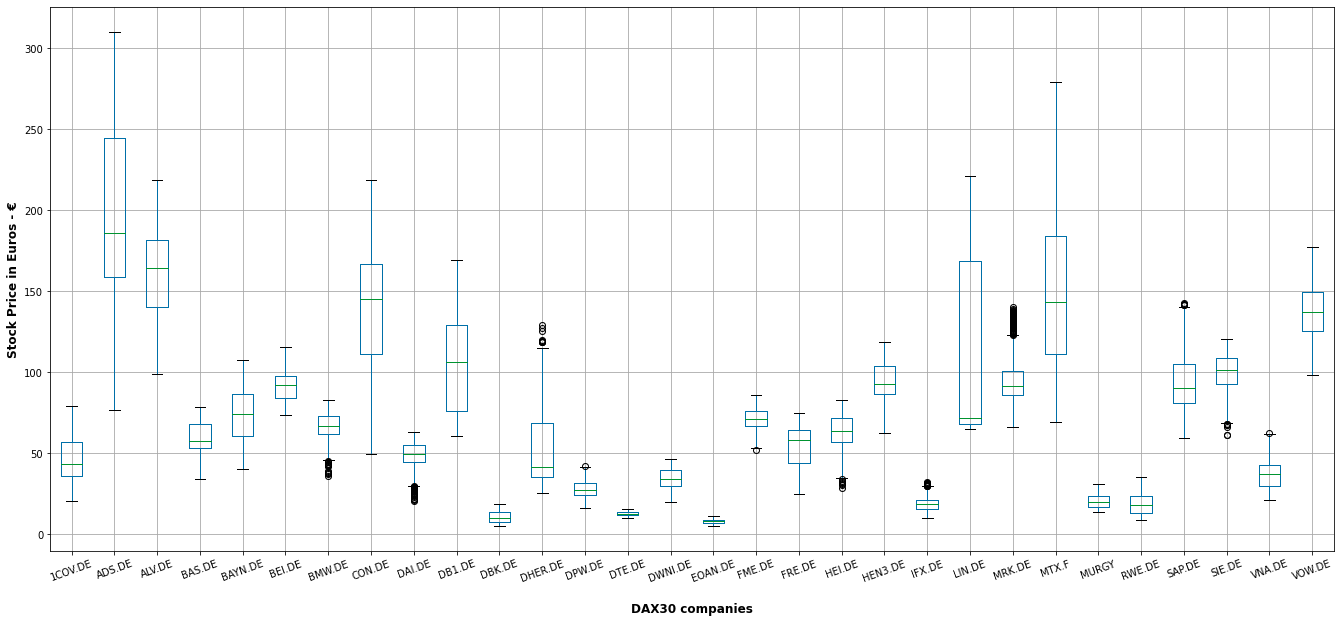 Stock Price in Euros - €
300
250
200
150
100
50
0
1COV.DE ADS.DE ALV.DE BAS.DE BAYN.DE BEI.DE BMW.DE CON.DE DAI.DE DB1.DE DBK.DE DHER.DE DPW.DE DTE.DE DWNI.DE EOAN.DE FME.DE FRE.DE HEI.DE HEN3.DE IFX.DE LIN.DE MRK.DE MTX.F MURGY RWE.DE SAP.DE SIE.DE VNA.DE VOW.DE
DAX30 companies